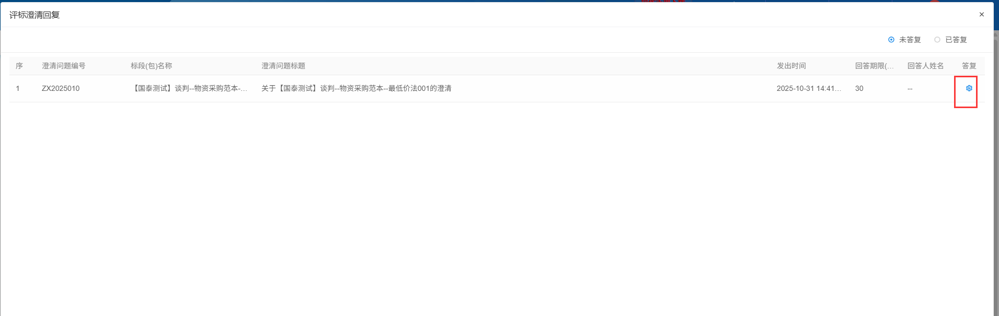 评标澄清回复
未答复 已答复
序 澄清问题编号 标段(包)名称 澄清问题标题 发出时间 回答期限(... 回答人姓名 答复
1 ZX2025010 【国泰测试】谈判--物资采购范本-... 关于【国泰测试】谈判--物资采购范本--最低价法001的澄清 2025-10-31 14:41... 30 --